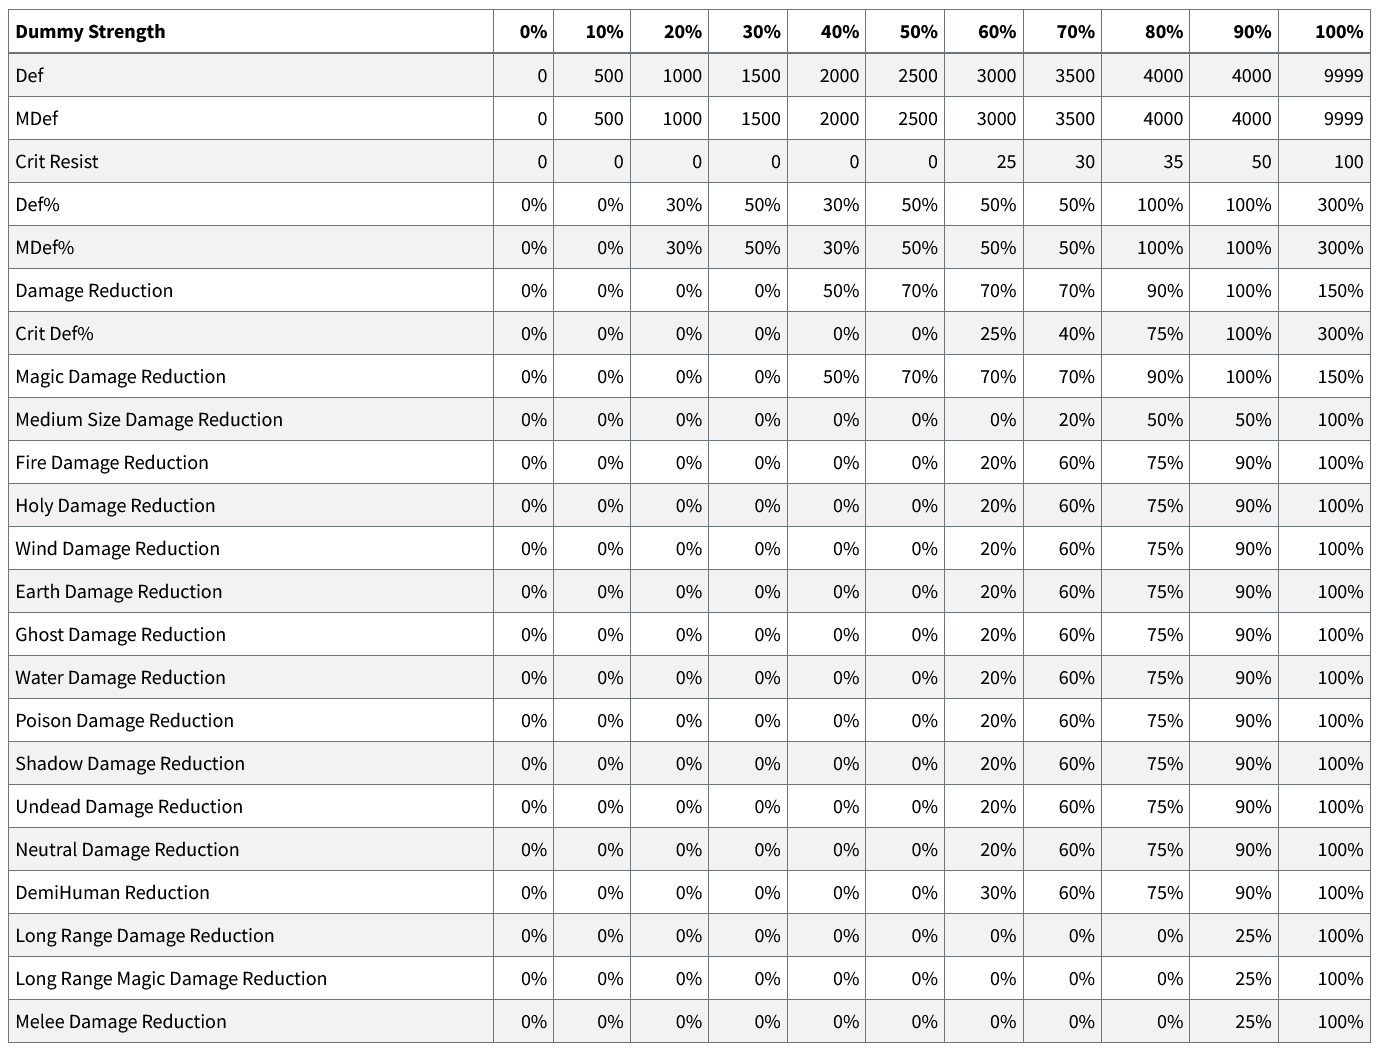 Dummy Strength 0% 10% 20% 30% 40% 50% 60% 70% 80% 90% 100%
Def 0 500 1000 1500 2000 2500 3000 3500 4000 4000 9999
MDef 0 500 1000 1500 2000 2500 3000 3500 4000 4000 9999
Crit Resist 0 0 0 0 0 0 25 30 35 50 100
Def% 0% 0% 30% 50% 30% 50% 50% 50% 100% 100% 300%
MDef% 0% 0% 30% 50% 30% 50% 50% 50% 100% 100% 300%
Damage Reduction 0% 0% 0% 0% 50% 70% 70% 70% 90% 100% 150%
Crit Def% 0% 0% 0% 0% 0% 0% 25% 40% 75% 100% 300%
Magic Damage Reduction 0% 0% 0% 0% 50% 70% 70% 70% 90% 100% 150%
Medium Size Damage Reduction 0% 0% 0% 0% 0% 0% 0% 20% 50% 50% 100%
Fire Damage Reduction 0% 0% 0% 0% 0% 0% 20% 60% 75% 90% 100%
Holy Damage Reduction 0% 0% 0% 0% 0% 0% 20% 60% 75% 90% 100%
Wind Damage Reduction 0% 0% 0% 0% 0% 0% 20% 60% 75% 90% 100%
Earth Damage Reduction 0% 0% 0% 0% 0% 0% 20% 60% 75% 90% 100%
Ghost Damage Reduction 0% 0% 0% 0% 0% 0% 20% 60% 75% 90% 100%
Water Damage Reduction 0% 0% 0% 0% 0% 0% 20% 60% 75% 90% 100%
Poison Damage Reduction 0% 0% 0% 0% 0% 0% 20% 60% 75% 90% 100%
Shadow Damage Reduction 0% 0% 0% 0% 0% 0% 20% 60% 75% 90% 100%
Undead Damage Reduction 0% 0% 0% 0% 0% 0% 20% 60% 75% 90% 100%
Neutral Damage Reduction 0% 0% 0% 0% 0% 0% 20% 60% 75% 90% 100%
DemiHuman Reduction 0% 0% 0% 0% 0% 0% 30% 60% 75% 90% 100%
Long Range Damage Reduction 0% 0% 0% 0% 0% 0% 0% 0% 0% 25% 100%
Long Range Magic Damage Reduction 0% 0% 0% 0% 0% 0% 0% 0% 0% 25% 100%
Melee Damage Reduction 0% 0% 0% 0% 0% 0% 0% 0% 0% 25% 100%